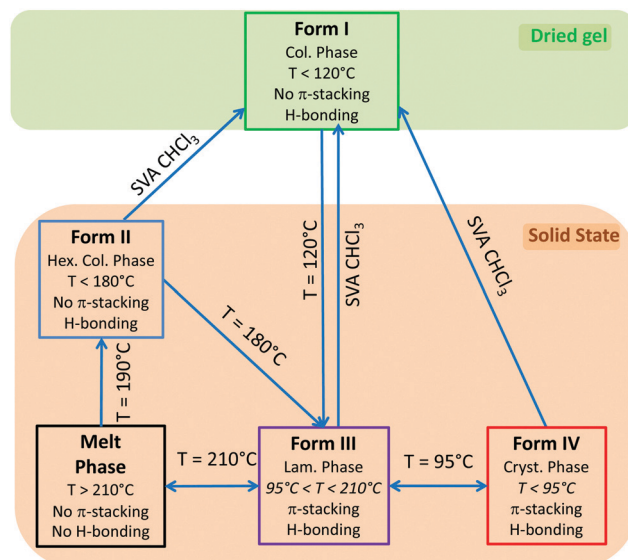 Form I
Col. Phase
T < 120°C
No π-stacking
H-bonding
Dried gel
SVA CHCl₃
T = 120°C
SVA CHCl₃
SVA CHCl₃
Solid State
Form II
Hex. Col. Phase
T < 180°C
No π-stacking
H-bonding
T = 180°C
T = 190°C
Melt
Phase
T > 210°C
No π-stacking
No H-bonding
T = 210°C
Form III
Lam. Phase
95°C < T < 210°C
π-stacking
H-bonding
T = 95°C
Form IV
Cryst. Phase
T < 95°C
π-stacking
H-bonding